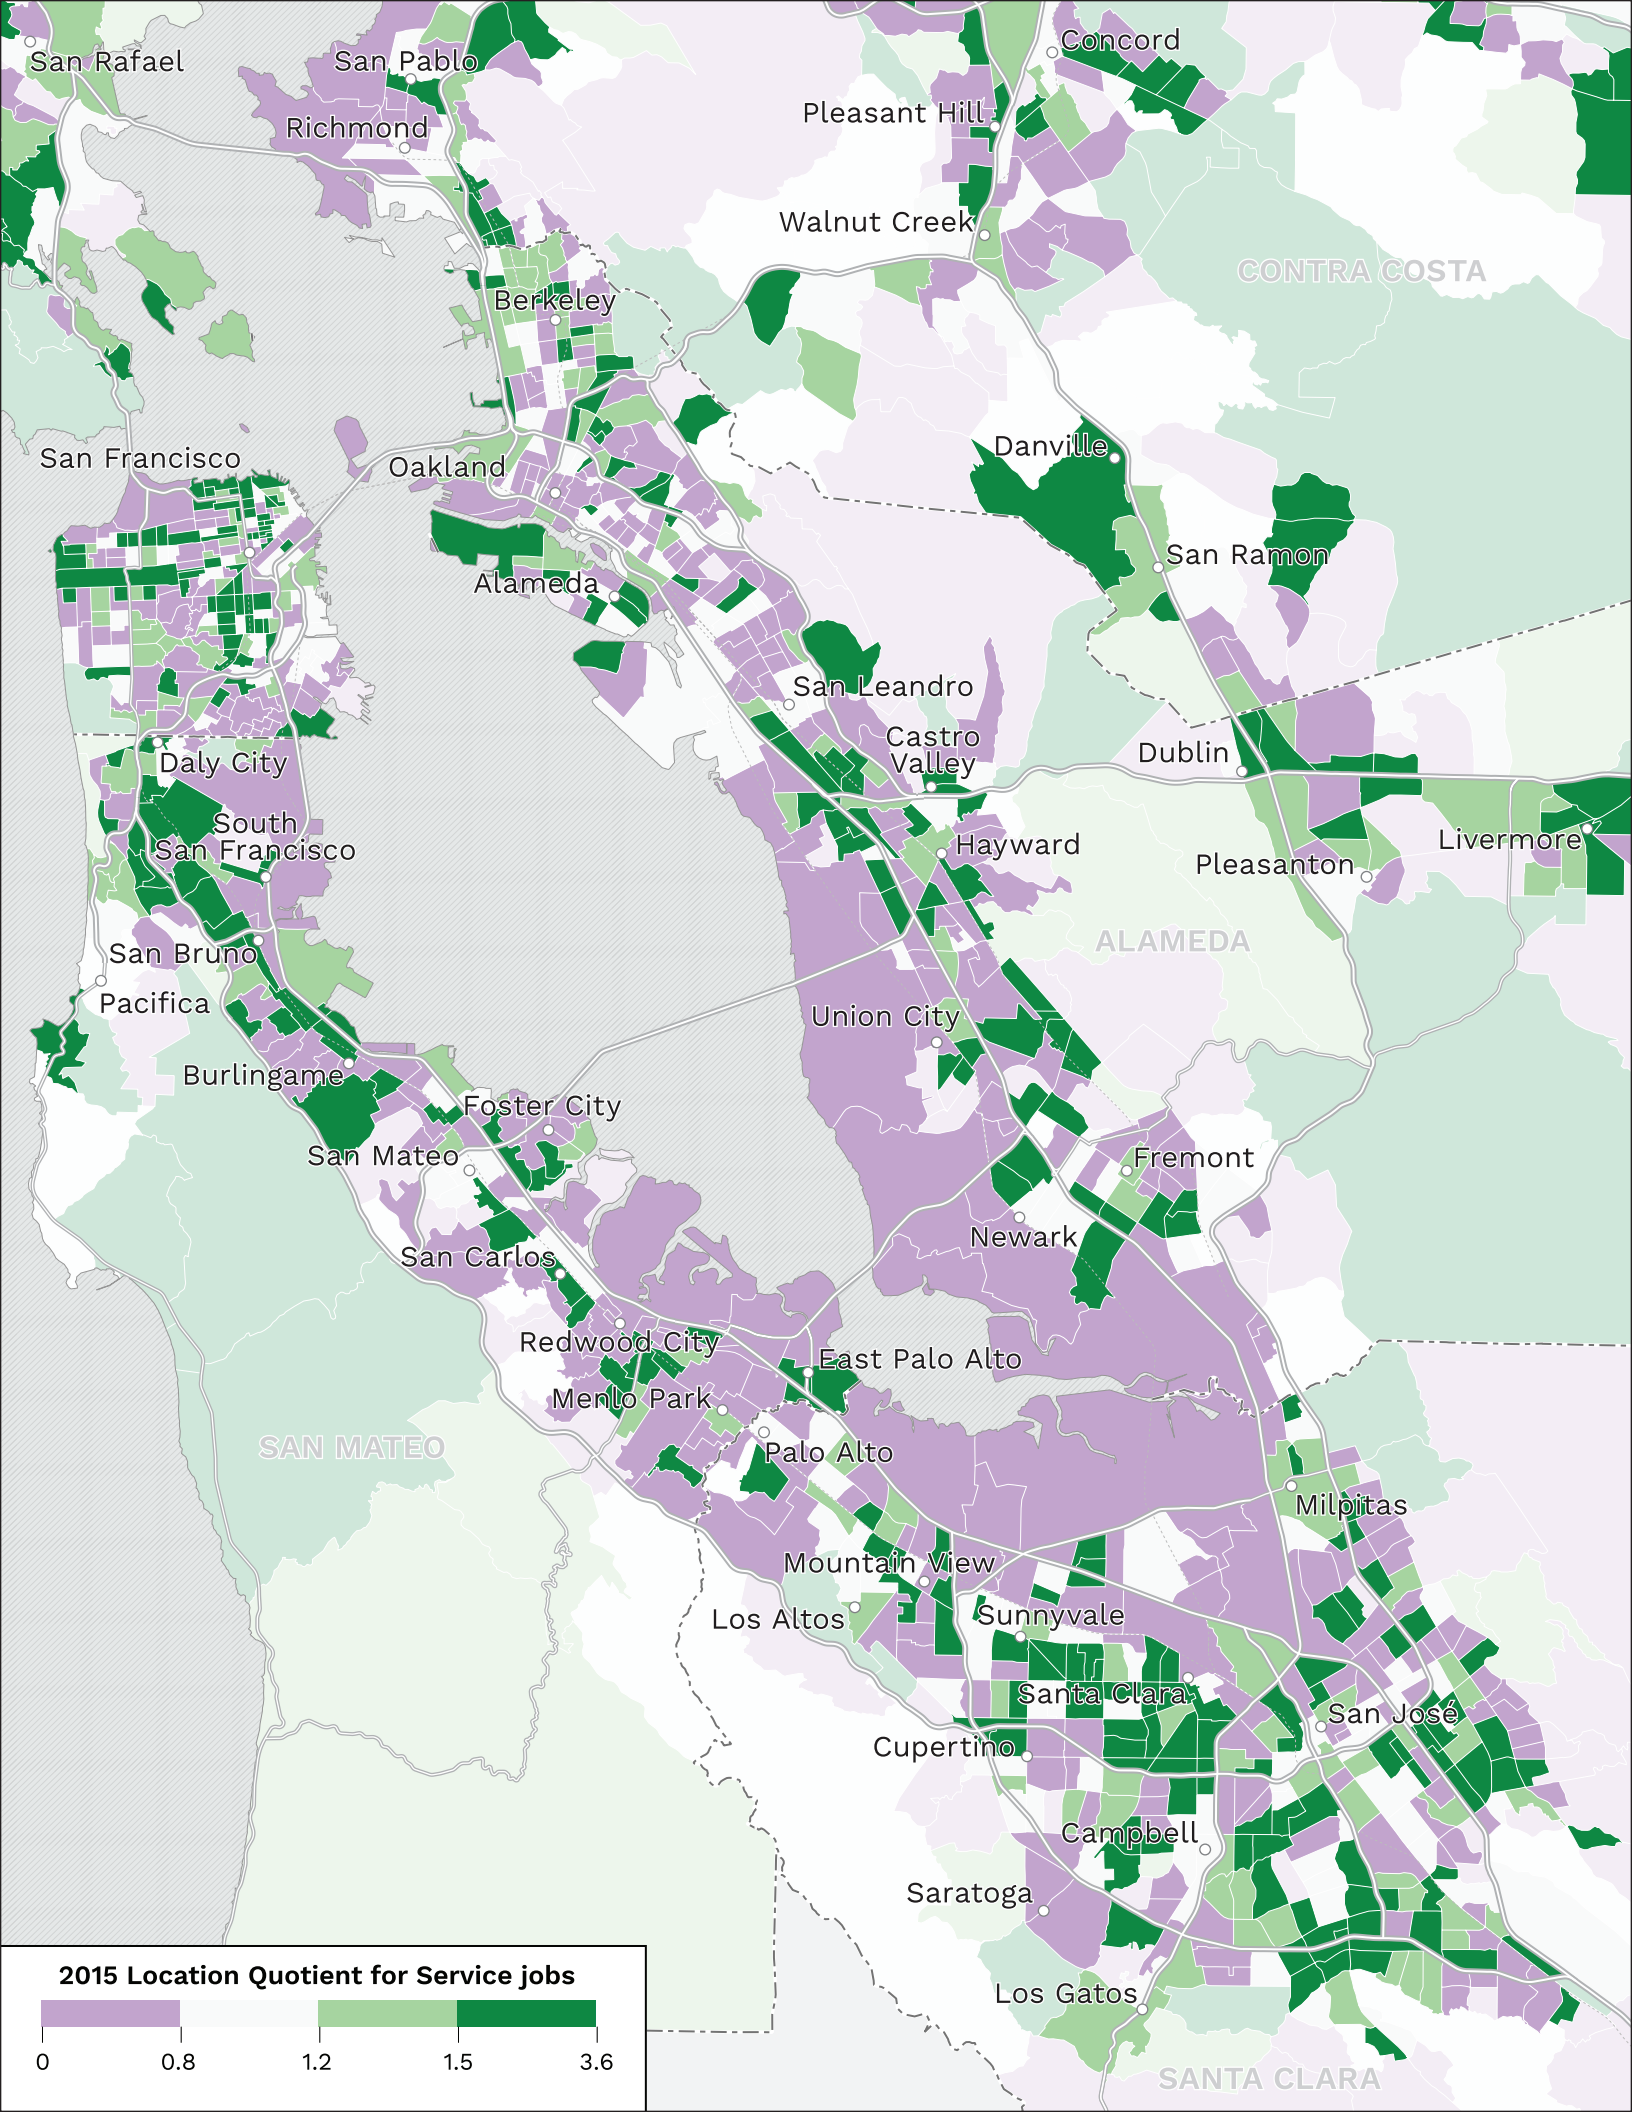 San Rafael
San Pablo
Concord
Richmond
Pleasant Hill
Walnut Creek
CONTRA COSTA
Berkeley
Danville
San Francisco
Oakland
San Ramon
Alameda
San Leandro
Castro
Valley
Dublin
Daly City
South
San Francisco
Hayward
Livermore
Pleasanton
ALAMEDA
San Bruno
Pacifica
Union City
Burlingame
Foster City
San Mateo
Fremont
Newark
San Carlos
Redwood City
East Palo Alto
Menlo Park
SAN MATEO
Palo Alto
Milpitas
Mountain View
Los Altos
Sunnyvale
Santa Clara
San José
Cupertino
Campbell
Saratoga
Los Gatos
SANTA CLARA
2015 Location Quotient for Service jobs
0 0.8 1.2 1.5 3.6